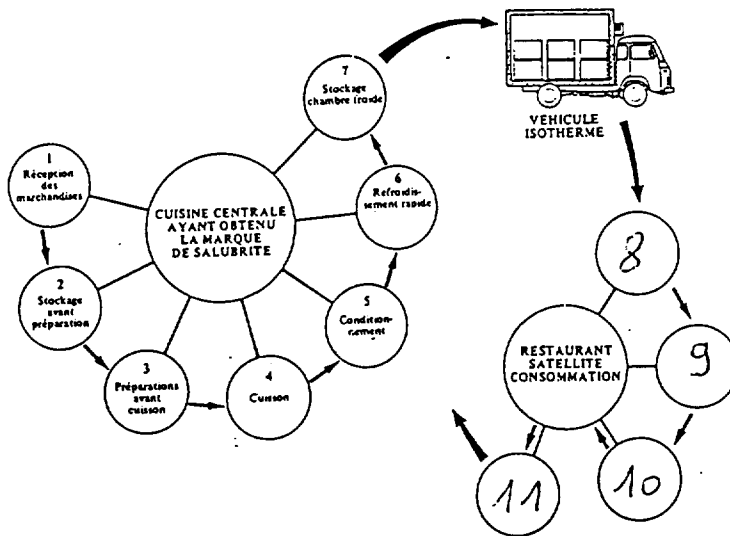 1
Réception
des
marchandises
2
Stockage
avant
préparation
3
Préparations
avant
cuisson
4
Cuisson
5
Condition-
nement
6
Refroidis-
sement rapide
7
Stockage
chambre froide
CUISINE CENTRALE
AYANT OBTENU
LA MARQUE
DE SALUBRITE
VÉHICULE
ISOTHERME
8
9
10
11
RESTAURANT
SATELLITE
CONSOMMATION